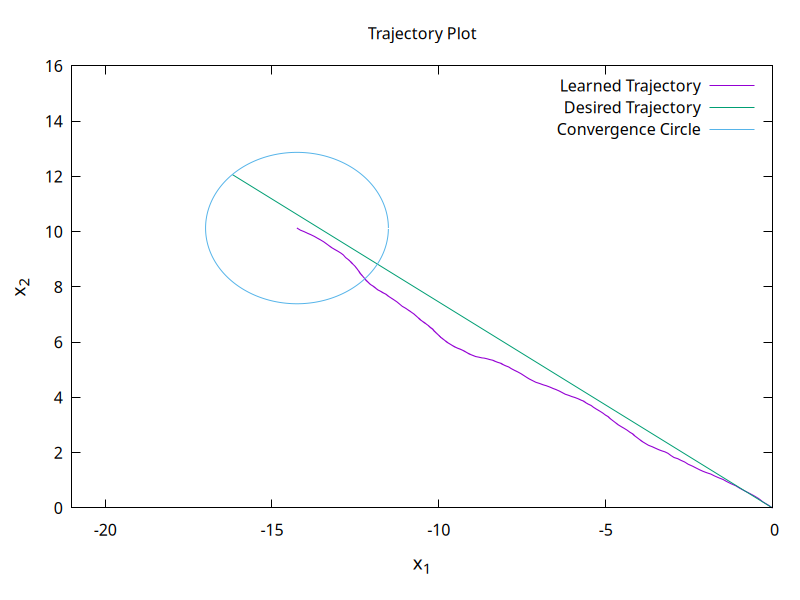 Trajectory Plot
16
14
12
10
8
6
4
2
0
-20
-15
-10
-5
0
x₁
x₂
Learned Trajectory
Desired Trajectory
Convergence Circle